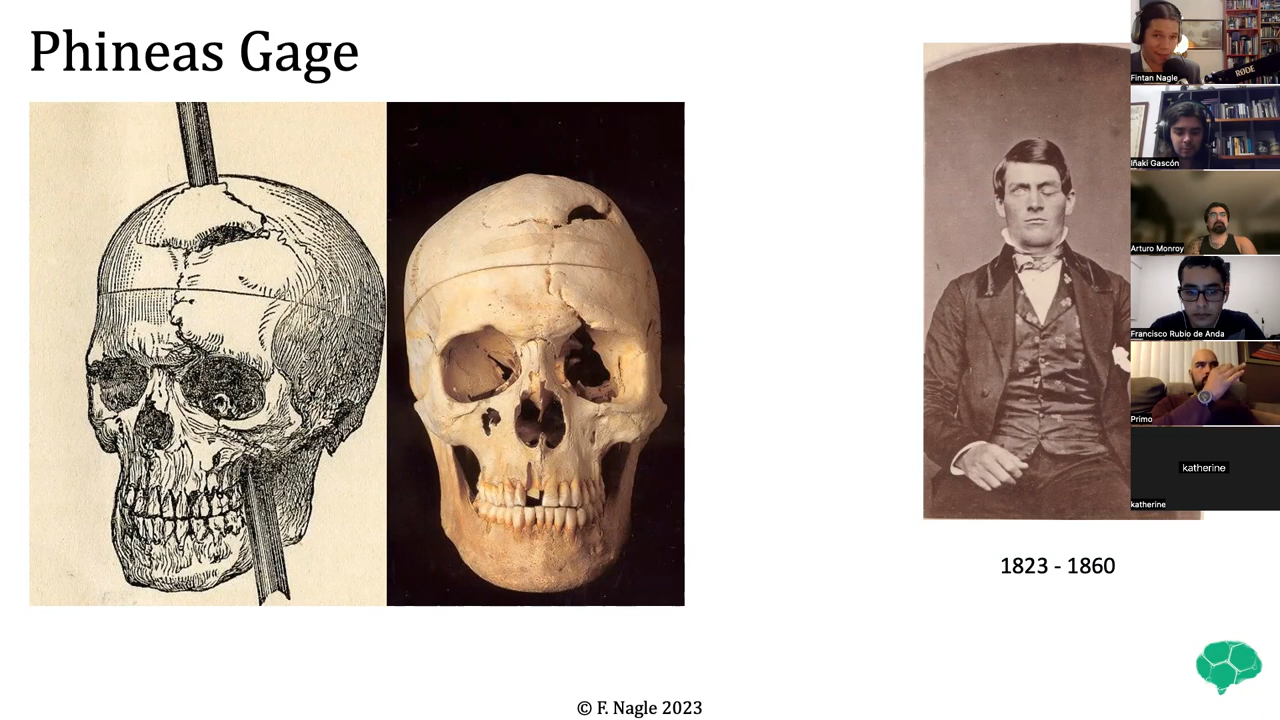 Phineas Gage
RØDE
Fintan Nagle
Iñaki Gascón
Arturo Monroy
Francisco Rubio de Anda
Primo
katherine
katherine
1823 - 1860
© F. Nagle 2023